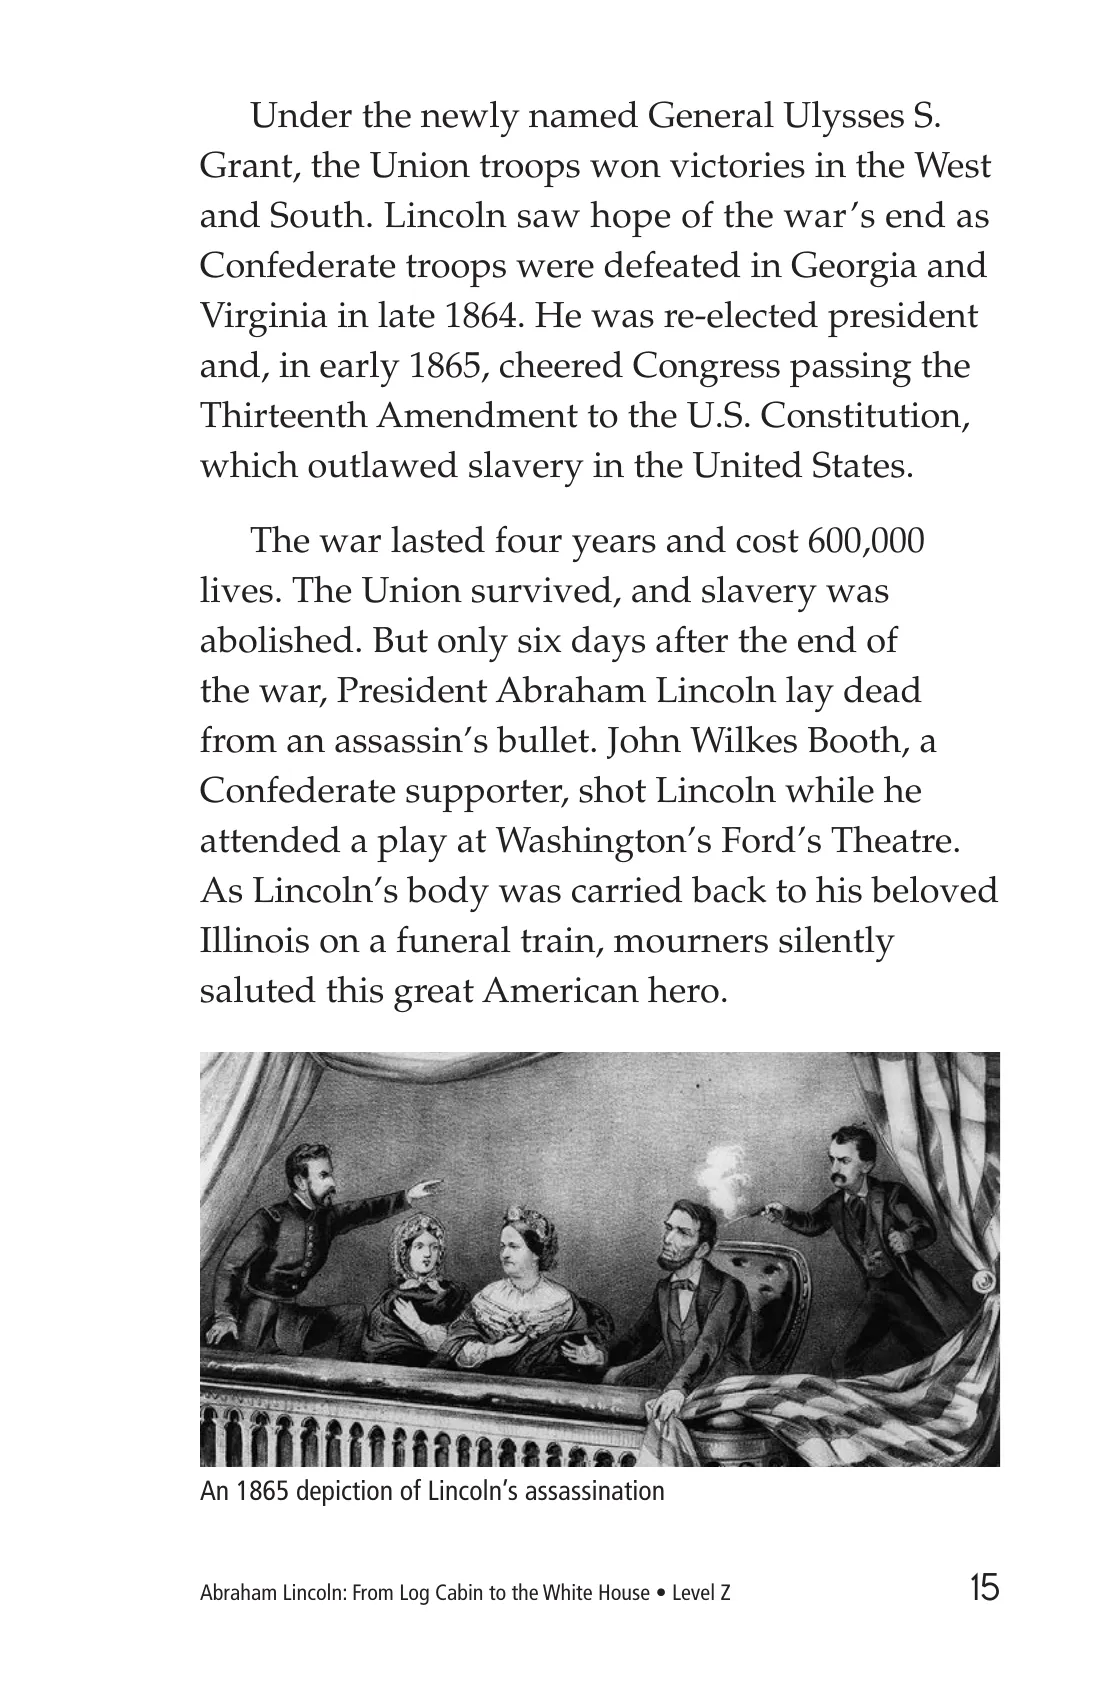 Under the newly named General Ulysses S.
Grant, the Union troops won victories in the West
and South. Lincoln saw hope of the war’s end as
Confederate troops were defeated in Georgia and
Virginia in late 1864. He was re-elected president
and, in early 1865, cheered Congress passing the
Thirteenth Amendment to the U.S. Constitution,
which outlawed slavery in the United States.
The war lasted four years and cost 600,000
lives. The Union survived, and slavery was
abolished. But only six days after the end of
the war, President Abraham Lincoln lay dead
from an assassin’s bullet. John Wilkes Booth, a
Confederate supporter, shot Lincoln while he
attended a play at Washington’s Ford’s Theatre.
As Lincoln’s body was carried back to his beloved
Illinois on a funeral train, mourners silently
saluted this great American hero.
An 1865 depiction of Lincoln’s assassination
Abraham Lincoln: From Log Cabin to the White House • Level Z 15